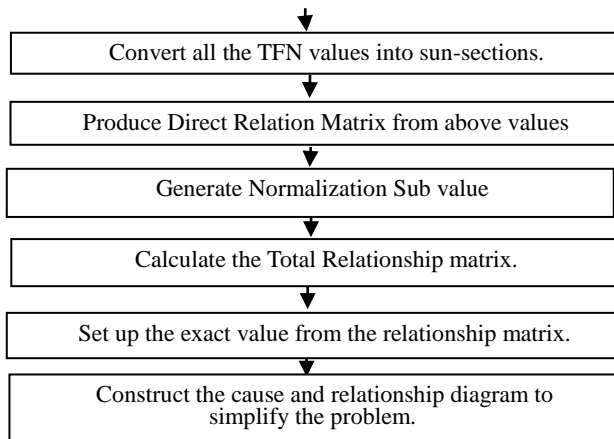 Convert all the TFN values into sun-sections.
Produce Direct Relation Matrix from above values
Generate Normalization Sub value
Calculate the Total Relationship matrix.
Set up the exact value from the relationship matrix.
Construct the cause and relationship diagram to
simplify the problem.